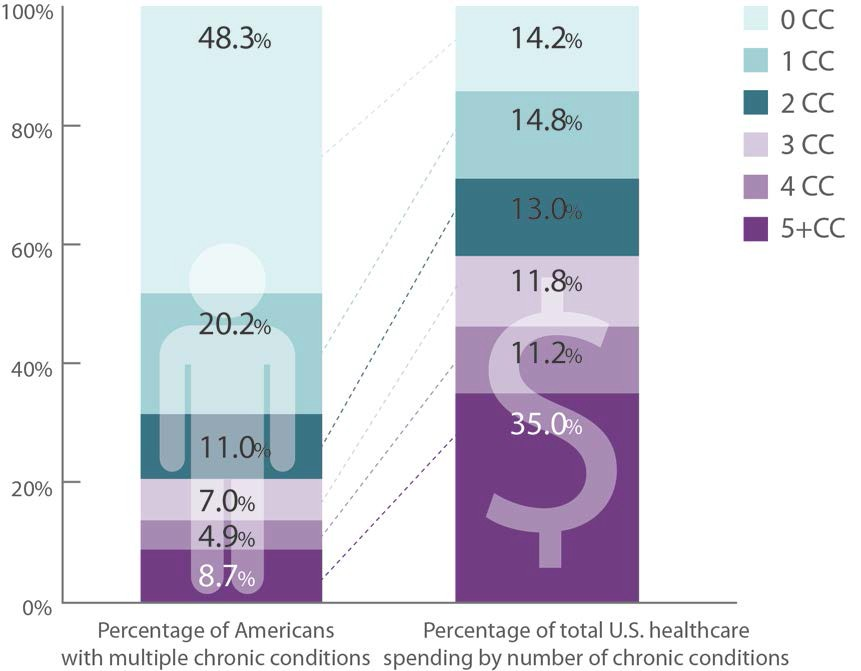 100%
80%
60%
40%
20%
0%
48.3%
20.2%
11.0%
7.0%
4.9%
8.7%
14.2%
14.8%
13.0%
11.8%
11.2%
35.0%
$
0 CC
1 CC
2 CC
3 CC
4 CC
5+CC
Percentage of Americans
with multiple chronic conditions
Percentage of total U.S. healthcare
spending by number of chronic conditions